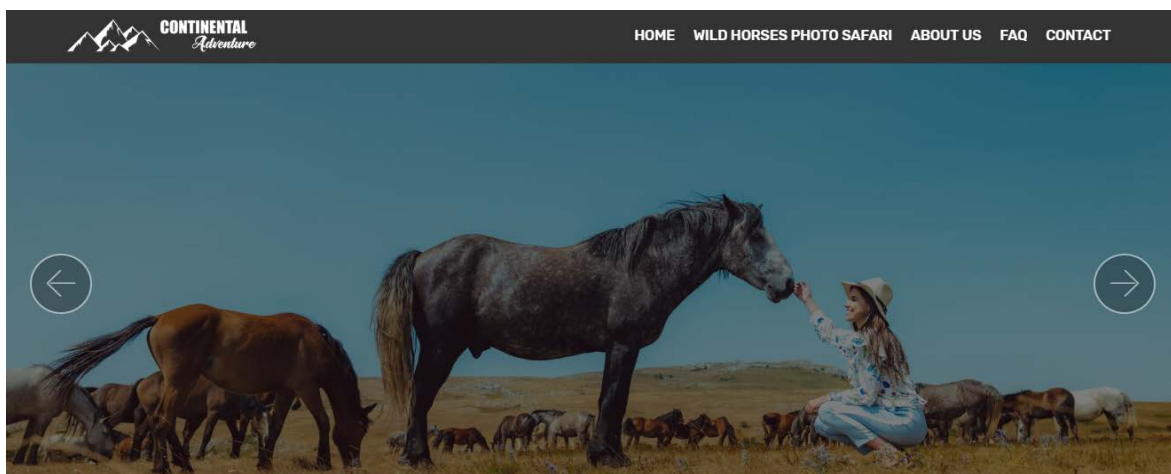 CONTINENTAL
Adventure
HOME WILD HORSES PHOTO SAFARI ABOUT US FAQ CONTACT